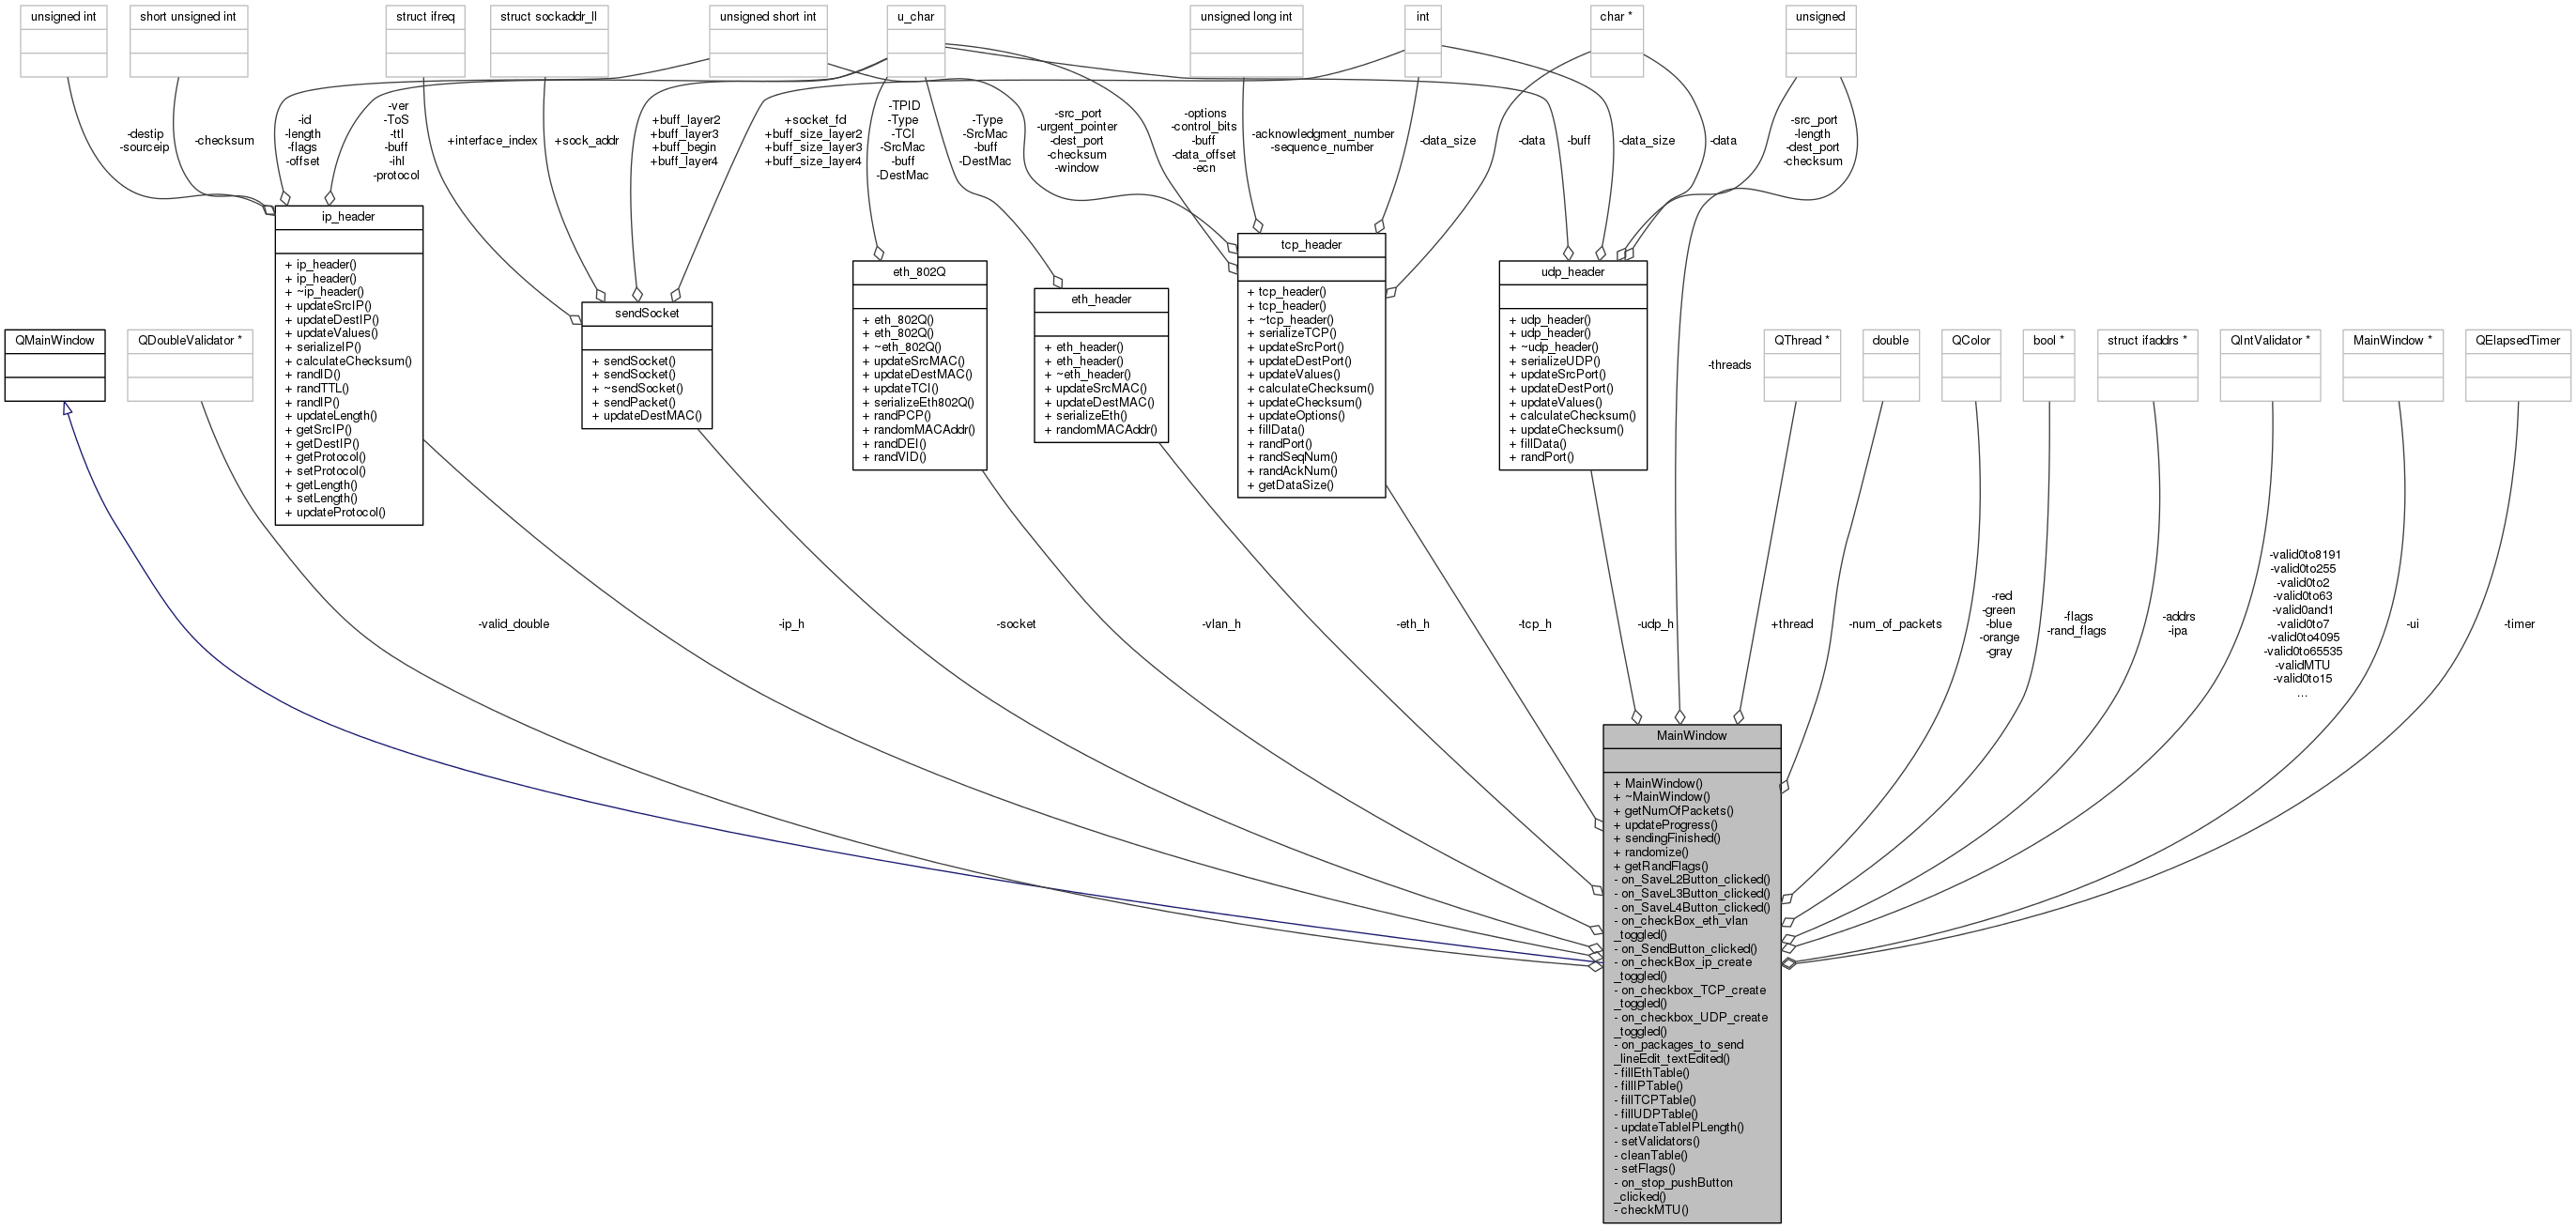 unsigned int
short unsigned int
struct ifreq
struct sockaddr_ll
unsigned short int
u_char
unsigned long int
int
char *
unsigned
-destip
-sourceip
-checksum
-id
-length
-flags
-offset
-ver
-ToS
-ttl
-buff
-ihl
-protocol
+interface_index
+sock_addr
+buff_layer2
+buff_layer3
+buff_begin
+buff_layer4
+socket_fd
+buff_size_layer2
+buff_size_layer3
+buff_size_layer4
-TPID
-Type
-TCI
-SrcMac
-buff
-DestMac
-Type
-SrcMac
-buff
-DestMac
-src_port
-urgent_pointer
-dest_port
-checksum
-window
-options
-control_bits
-buff
-data_offset
-ecn
-acknowledgment_number
-sequence_number
-data_size
-data
-buff
-data_size
-data
-src_port
-length
-dest_port
-checksum
ip_header
+ ip_header()
+ ip_header()
+ ~ip_header()
+ updateSrcIP()
+ updateDestIP()
+ updateValues()
+ serializeIP()
+ calculateChecksum()
+ randID()
+ randTTL()
+ randIP()
+ updateLength()
+ getSrcIP()
+ getDestIP()
+ getProtocol()
+ setProtocol()
+ getLength()
+ setLength()
+ updateProtocol()
sendSocket
+ sendSocket()
+ sendSocket()
+ ~sendSocket()
+ sendPacket()
+ updateDestMAC()
eth_802Q
+ eth_802Q()
+ eth_802Q()
+ ~eth_802Q()
+ updateSrcMAC()
+ updateDestMAC()
+ updateTCI()
+ serializeEth802Q()
+ randPCP()
+ randomMACAddr()
+ randDEI()
+ randVID()
eth_header
+ eth_header()
+ eth_header()
+ ~eth_header()
+ updateSrcMAC()
+ updateDestMAC()
+ serializeEth()
+ randomMACAddr()
tcp_header
+ tcp_header()
+ tcp_header()
+ ~tcp_header()
+ serializeTCP()
+ updateSrcPort()
+ updateDestPort()
+ updateValues()
+ calculateChecksum()
+ updateChecksum()
+ updateOptions()
+ fillData()
+ randPort()
+ randSeqNum()
+ randAckNum()
+ getDataSize()
udp_header
+ udp_header()
+ udp_header()
+ ~udp_header()
+ serializeUDP()
+ updateSrcPort()
+ updateDestPort()
+ updateValues()
+ calculateChecksum()
+ updateChecksum()
+ fillData()
+ randPort()
QMainWindow
QDoubleValidator *
-threads
QThread *
double
QColor
bool *
struct ifaddrs *
QIntValidator *
MainWindow *
QElapsedTimer
-valid_double
-ip_h
-socket
-vlan_h
-eth_h
-tcp_h
-udp_h
+thread
-num_of_packets
-red
-green
-blue
-orange
-gray
-flags
-rand_flags
-addrs
-ipa
-valid0to8191
-valid0to255
-valid0to2
-valid0to63
-valid0and1
-valid0to7
-valid0to4095
-valid0to65535
-validMTU
-valid0to15
...
-ui
-timer
MainWindow
+ MainWindow()
+ ~MainWindow()
+ getNumOfPackets()
+ updateProgress()
+ sendingFinished()
+ randomize()
+ getRandFlags()
- on_SaveL2Button_clicked()
- on_SaveL3Button_clicked()
- on_SaveL4Button_clicked()
- on_checkBox_eth_vlan
_toggled()
- on_SendButton_clicked()
- on_checkBox_ip_create
_toggled()
- on_checkbox_TCP_create
_toggled()
- on_checkbox_UDP_create
_toggled()
- on_packages_to_send
_lineEdit_textEdited()
- fillEthTable()
- fillIPTable()
- fillTCPTable()
- fillUDPTable()
- updateTableIPLength()
- setValidators()
- cleanTable()
- setFlags()
- on_stop_pushButton
_clicked()
- checkMTU()